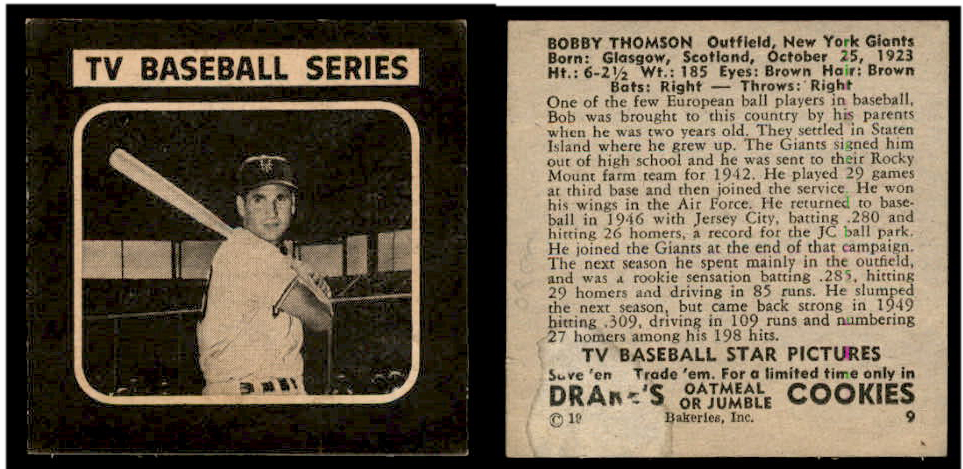 TV BASEBALL SERIES
BOBBY THOMSON Outfield, New York Giants
Born: Glasgow, Scotland, October 25, 1923
Ht.: 6-2½ Wt.: 185 Eyes: Brown Hair: Brown
Bats: Right — Throws: Right
One of the few European ball players in baseball,
Bob was brought to this country by his parents
when he was two years old. They settled in Staten
Island where he grew up. The Giants signed him
out of high school and he was sent to their Rocky
Mount farm team for 1942. He played 29 games
at third base and then joined the service. He won
his wings in the Air Force. He returned to base-
ball in 1946 with Jersey City, batting .280 and
hitting 26 homers, a record for the JC ball park.
He joined the Giants at the end of that campaign.
The next season he spent mainly in the outfield,
and was a rookie sensation batting .285, hitting
29 homers and driving in 85 runs. He slumped
the next season, but came back strong in 1949
hitting .309, driving in 109 runs and numbering
27 homers among his 198 hits.
TV BASEBALL STAR PICTURES
Save 'en Trade 'em. For a limited time only in
DRAKE'S OATMEAL OR JUMBLE COOKIES
© 19 Bakeries, Inc. 9